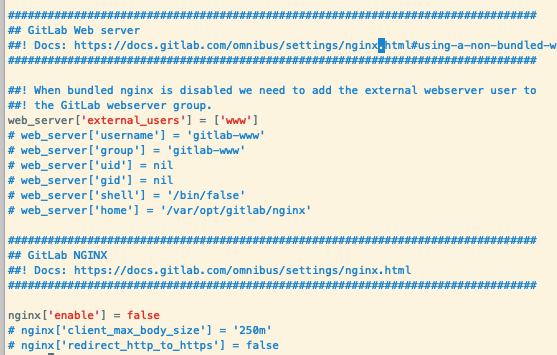 ################################################################################
## GitLab Web server
##! Docs: https://docs.gitlab.com/omnibus/settings/nginx.html#using-a-non-bundled-w
################################################################################
##! When bundled nginx is disabled we need to add the external webserver user to
##! the GitLab webserver group.
web_server['external_users'] = ['www']
# web_server['username'] = 'gitlab-www'
# web_server['group'] = 'gitlab-www'
# web_server['uid'] = nil
# web_server['gid'] = nil
# web_server['shell'] = '/bin/false'
# web_server['home'] = '/var/opt/gitlab/nginx'
################################################################################
## GitLab NGINX
##! Docs: https://docs.gitlab.com/omnibus/settings/nginx.html
################################################################################
nginx['enable'] = false
# nginx['client_max_body_size'] = '250m'
# nginx['redirect_http_to_https'] = false